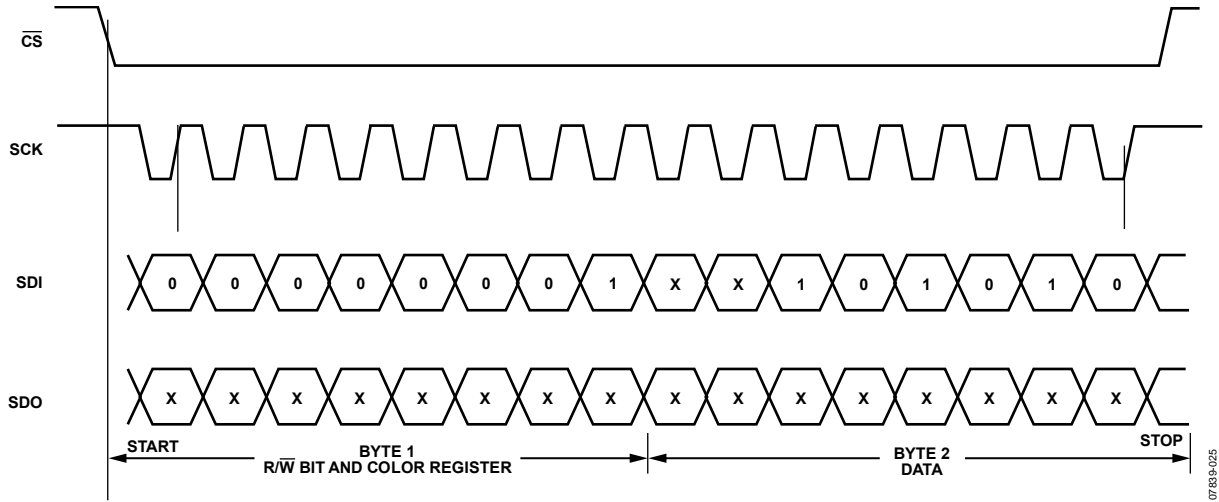 CS
SCK
SDI 0 0 0 0 0 0 0 1 X X 1 0 1 0 1 0
SDO X X X X X X X X X X X X X X X X
START
BYTE 1
R/W BIT AND COLOR REGISTER
BYTE 2
DATA
STOP
07839-025